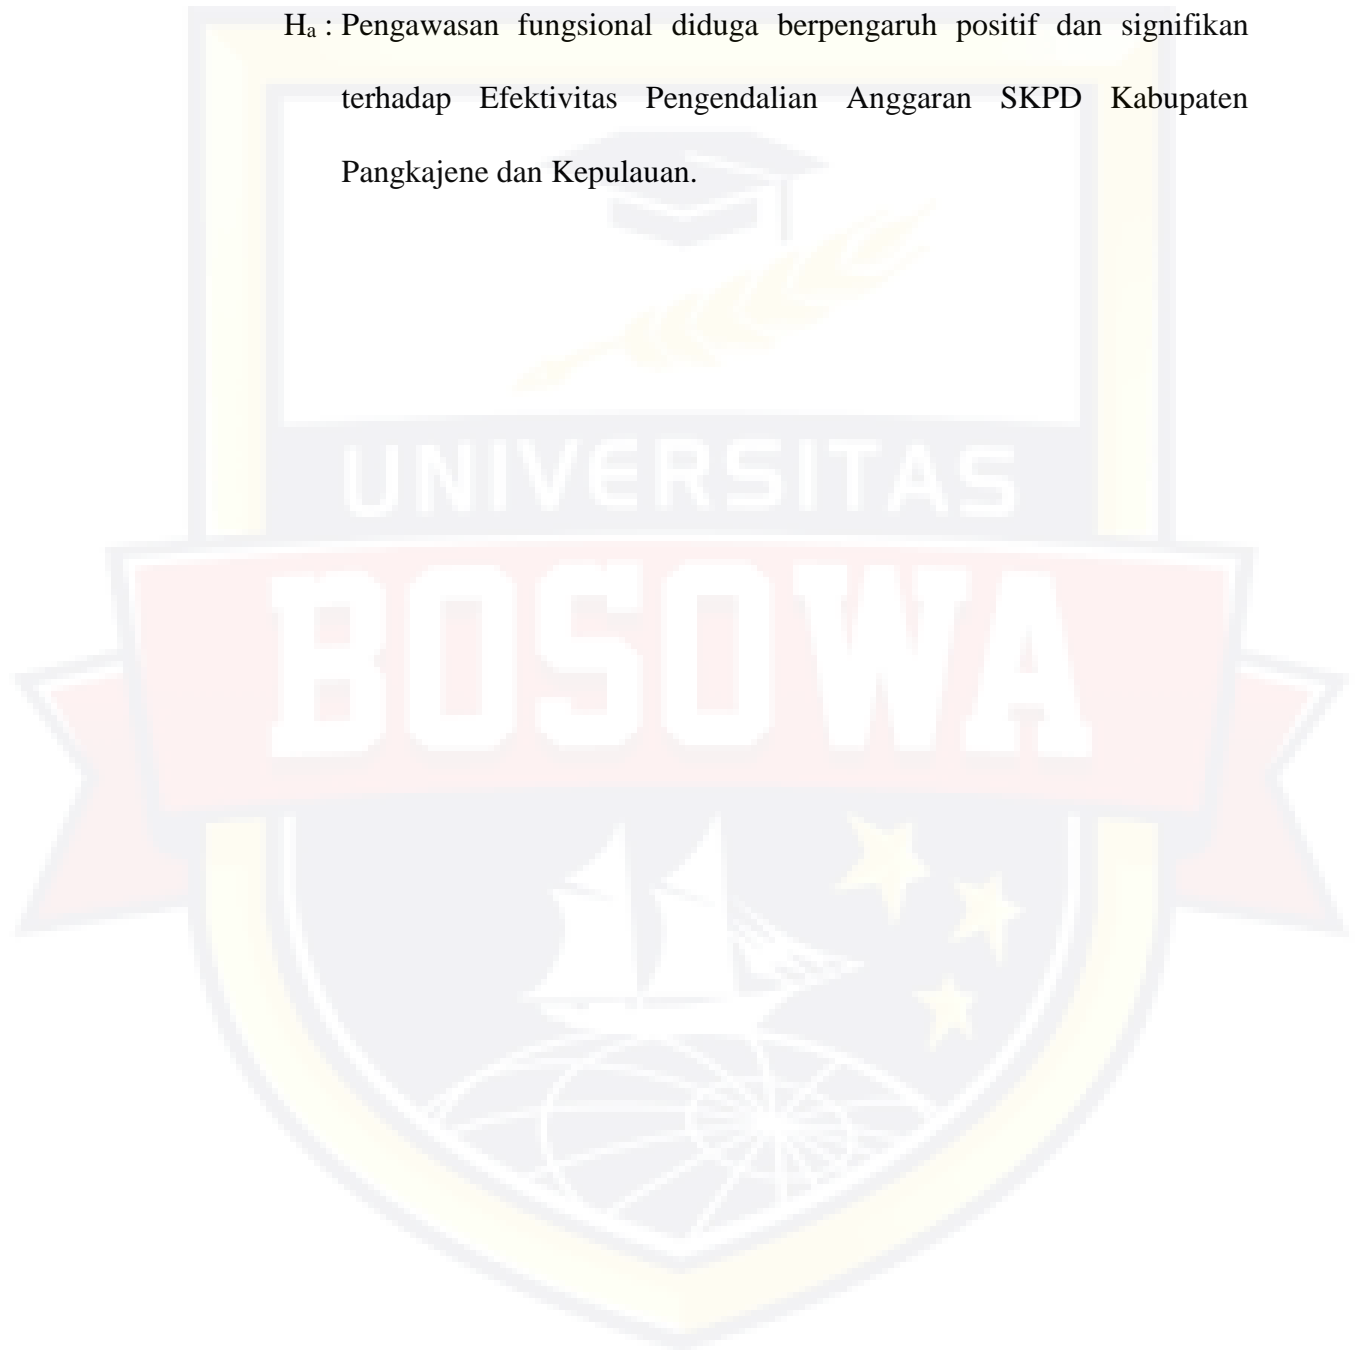 Hₐ : Pengawasan fungsional diduga berpengaruh positif dan signifikan
terhadap Efektivitas Pengendalian Anggaran SKPD Kabupaten
Pangkajene dan Kepulauan.
UNIVERSITAS
BOSOWA